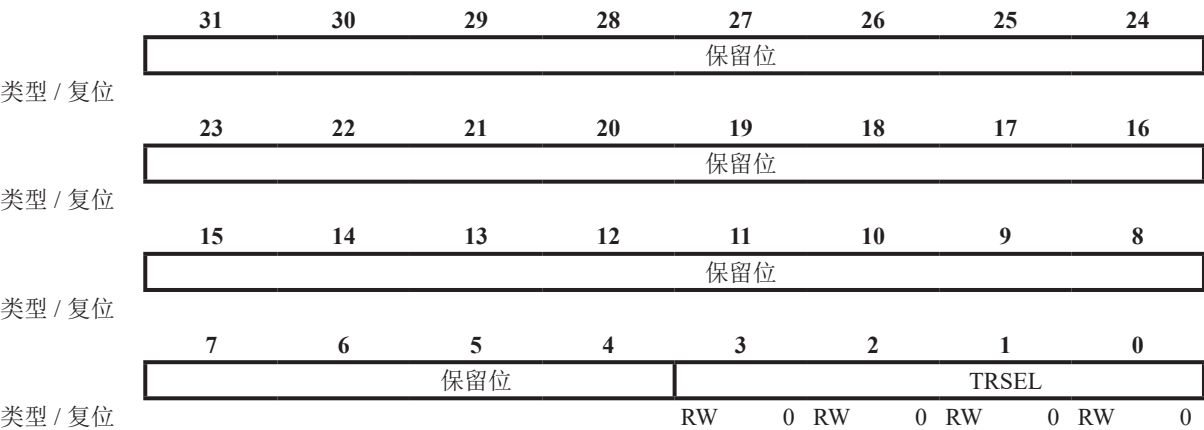 31 30 29 28 27 26 25 24
保留位
类型 / 复位
23 22 21 20 19 18 17 16
保留位
类型 / 复位
15 14 13 12 11 10 9 8
保留位
类型 / 复位
7 6 5 4 3 2 1 0
保留位 TRSEL
类型 / 复位 RW 0 RW 0 RW 0 RW 0